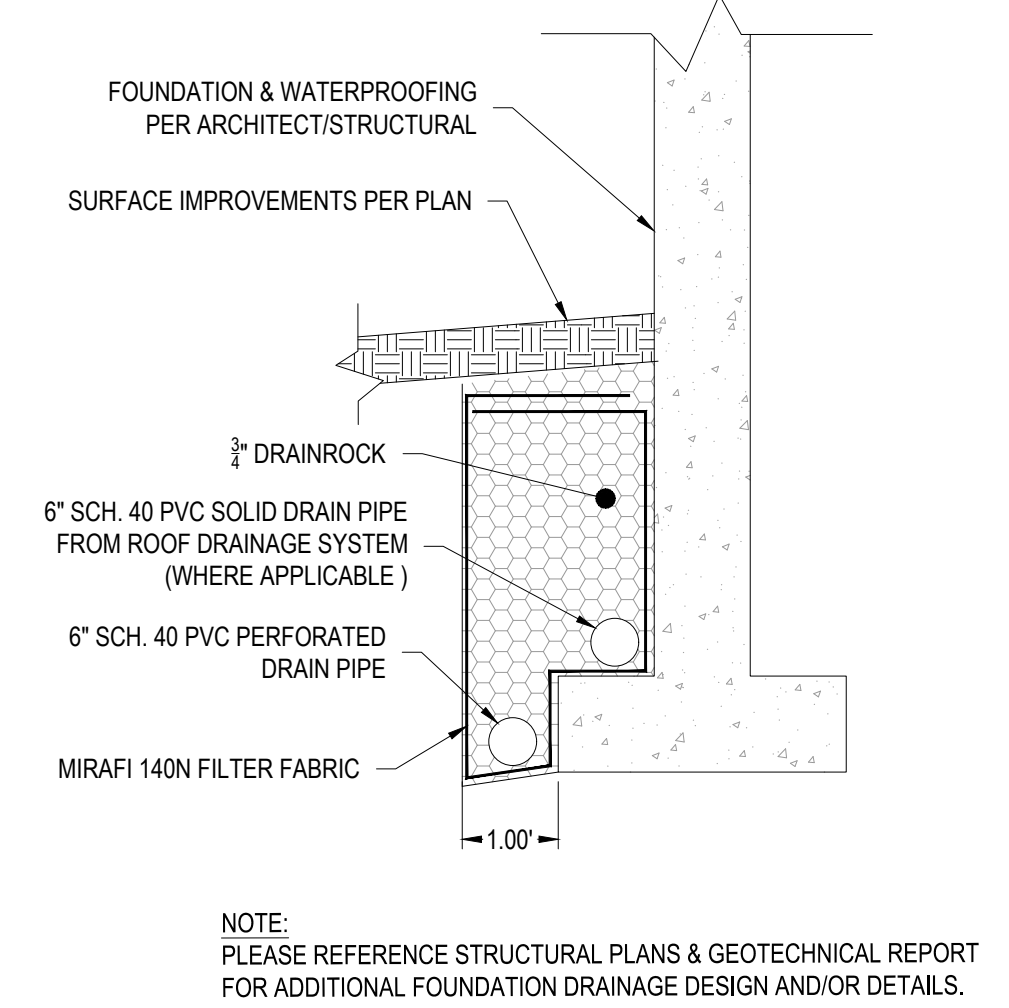 FOUNDATION & WATERPROOFING
PER ARCHITECT/STRUCTURAL
SURFACE IMPROVEMENTS PER PLAN
3/4" DRAINROCK
6" SCH. 40 PVC SOLID DRAIN PIPE
FROM ROOF DRAINAGE SYSTEM
(WHERE APPLICABLE )
6" SCH. 40 PVC PERFORATED
DRAIN PIPE
MIRAFI 140N FILTER FABRIC
1.00'
NOTE:
PLEASE REFERENCE STRUCTURAL PLANS & GEOTECHNICAL REPORT
FOR ADDITIONAL FOUNDATION DRAINAGE DESIGN AND/OR DETAILS.